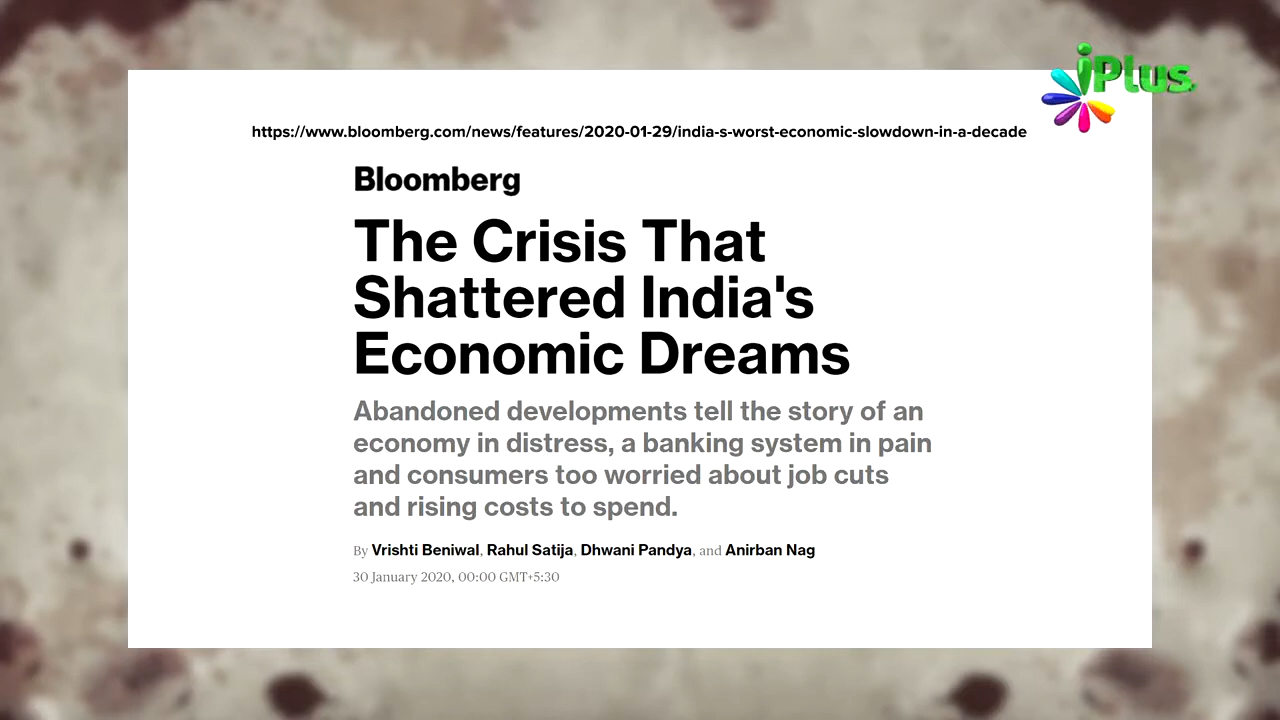 iPlus
https://www.bloomberg.com/news/features/2020-01-29/india-s-worst-economic-slowdown-in-a-decade
Bloomberg
The Crisis That
Shattered India's
Economic Dreams
Abandoned developments tell the story of an
economy in distress, a banking system in pain
and consumers too worried about job cuts
and rising costs to spend.
By Vrishti Beniwal, Rahul Satija, Dhwani Pandya, and Anirban Nag
30 January 2020, 00:00 GMT+5:30